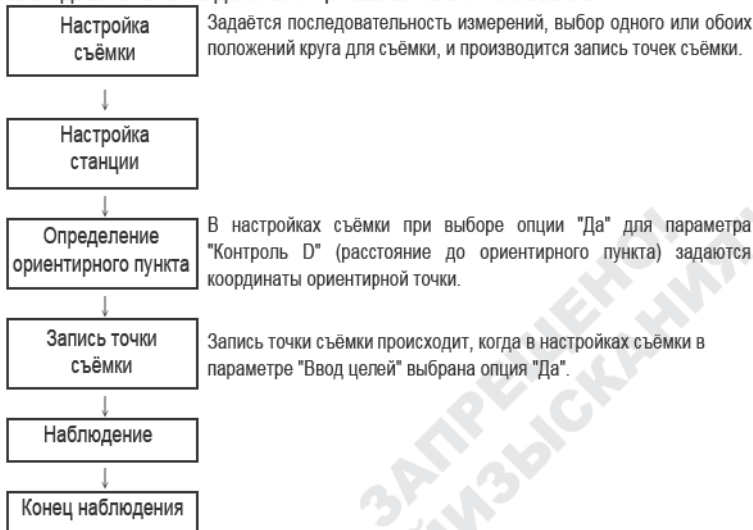 Настройка
съёмки
Задаётся последовательность измерений, выбор одного или обоих
положений круга для съёмки, и производится запись точек съёмки.
Настройка
станции
Определение
ориентирного пункта
В настройках съёмки при выборе опции "Да" для параметра
"Контроль D" (расстояние до ориентирного пункта) задаются
координаты ориентирной точки.
Запись точки
съёмки
Запись точки съёмки происходит, когда в настройках съёмки в
параметре "Ввод целей" выбрана опция "Да".
Наблюдение
Конец наблюдения
ЗАПРЕЩЕНО!